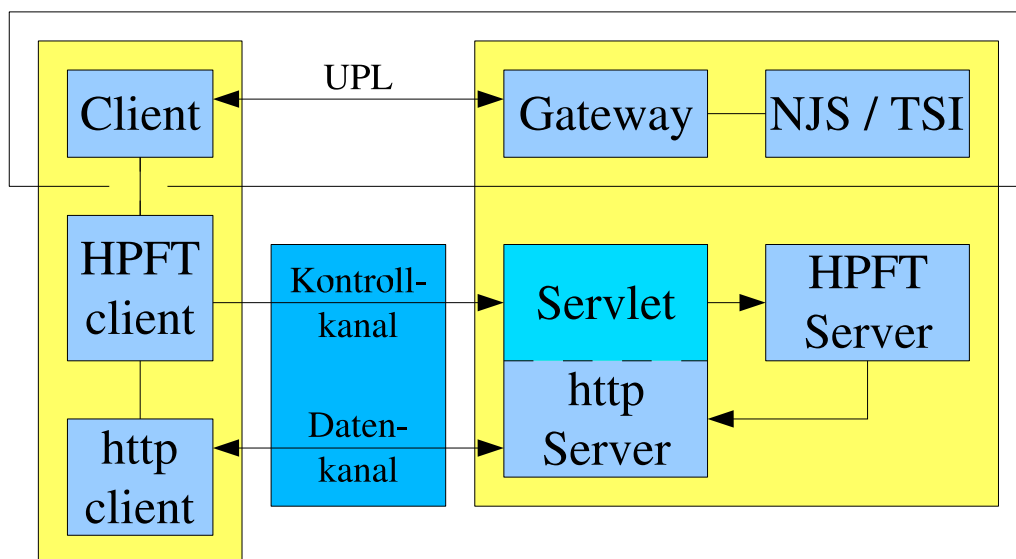 UPL
Client
Gateway
NJS / TSI
HPFT
client
Kontroll-
kanal
Servlet
HPFT
Server
http
client
Daten-
kanal
http
Server